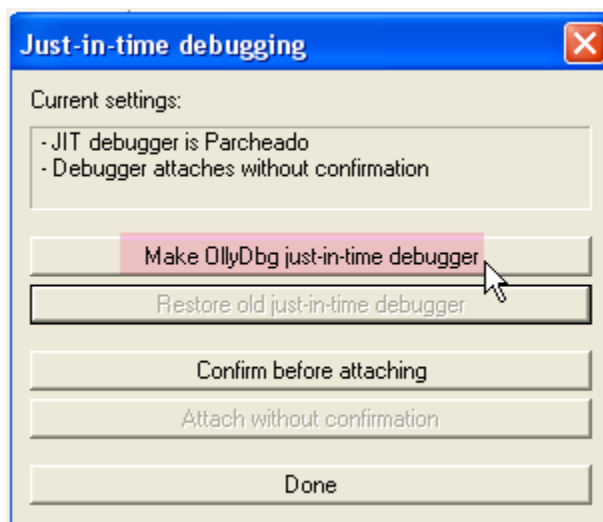 Just-in-time debugging
Current settings:
- JIT debugger is Parcheado
- Debugger attaches without confirmation
Make OllyDbg just-in-time debugger
Restore old just-in-time debugger
Confirm before attaching
Attach without confirmation
Done